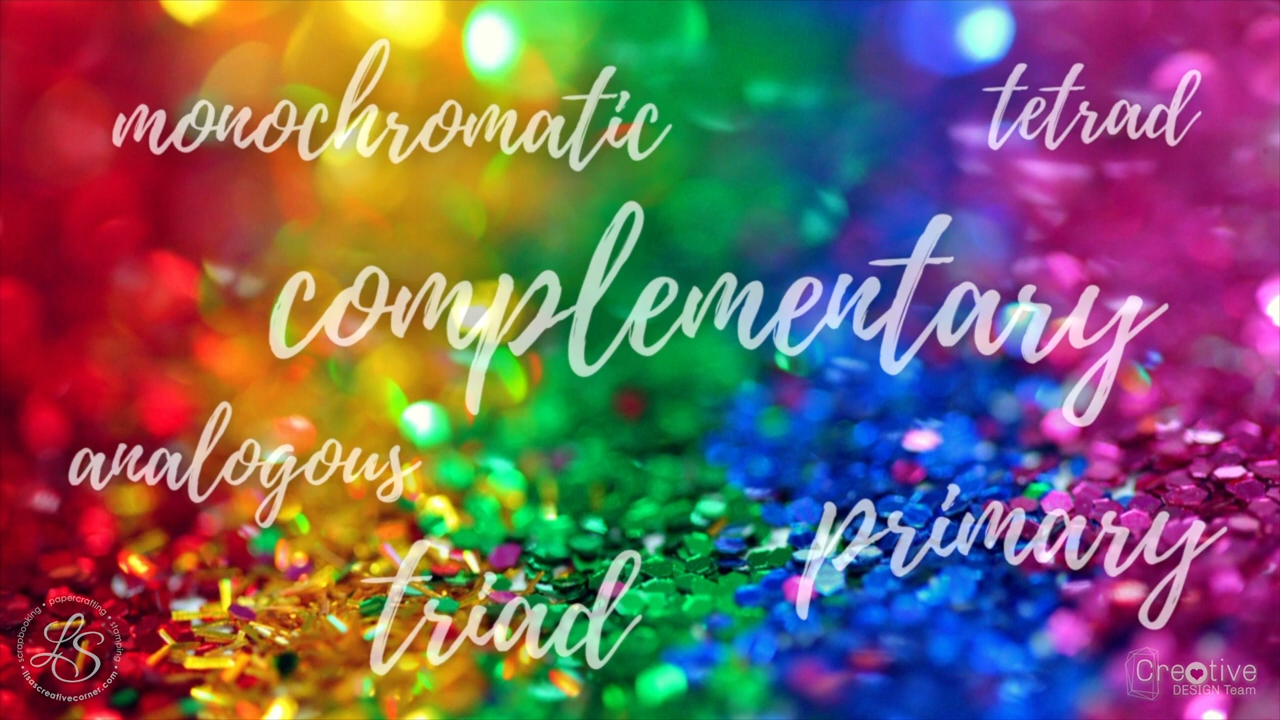 monochromatic
tetrad
complementary
analogous
primary
triad
scrapbooking • papercrafting • stamping
LS
lisascreativecorner.com
Creative
DESIGN Team